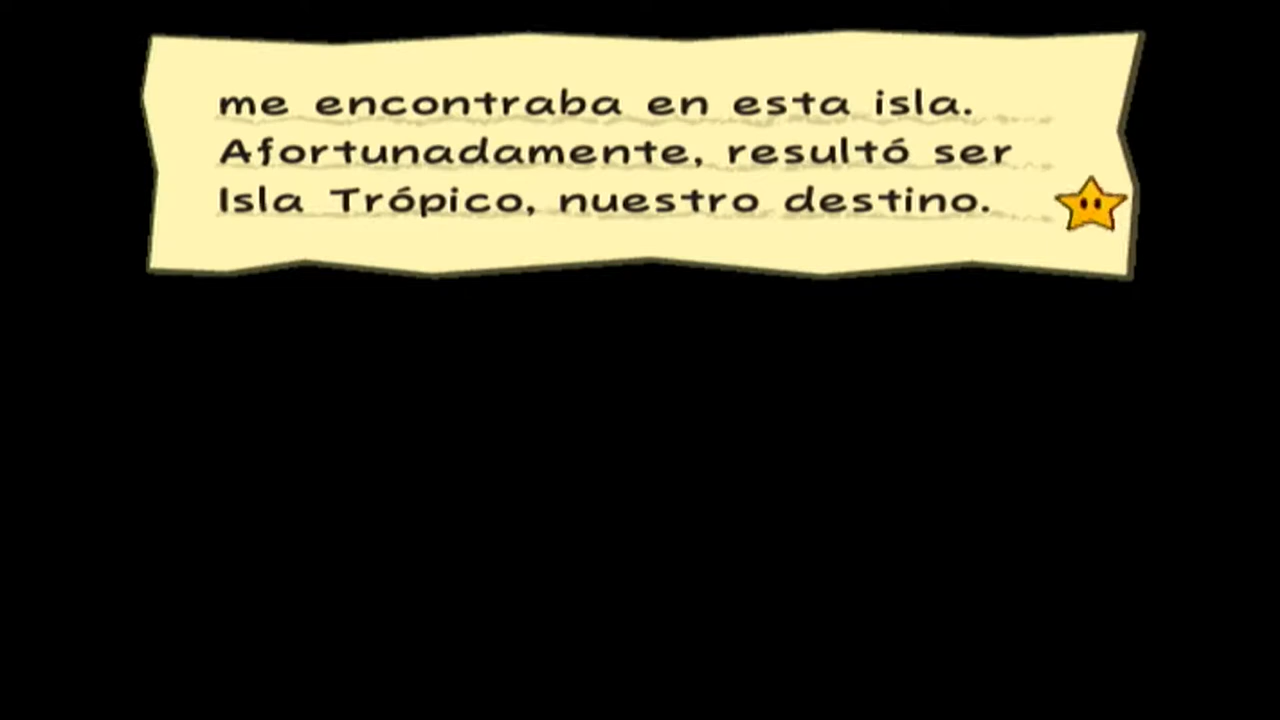 me encontraba en esta isla.
Afortunadamente, resultó ser
Isla Trópico, nuestro destino.